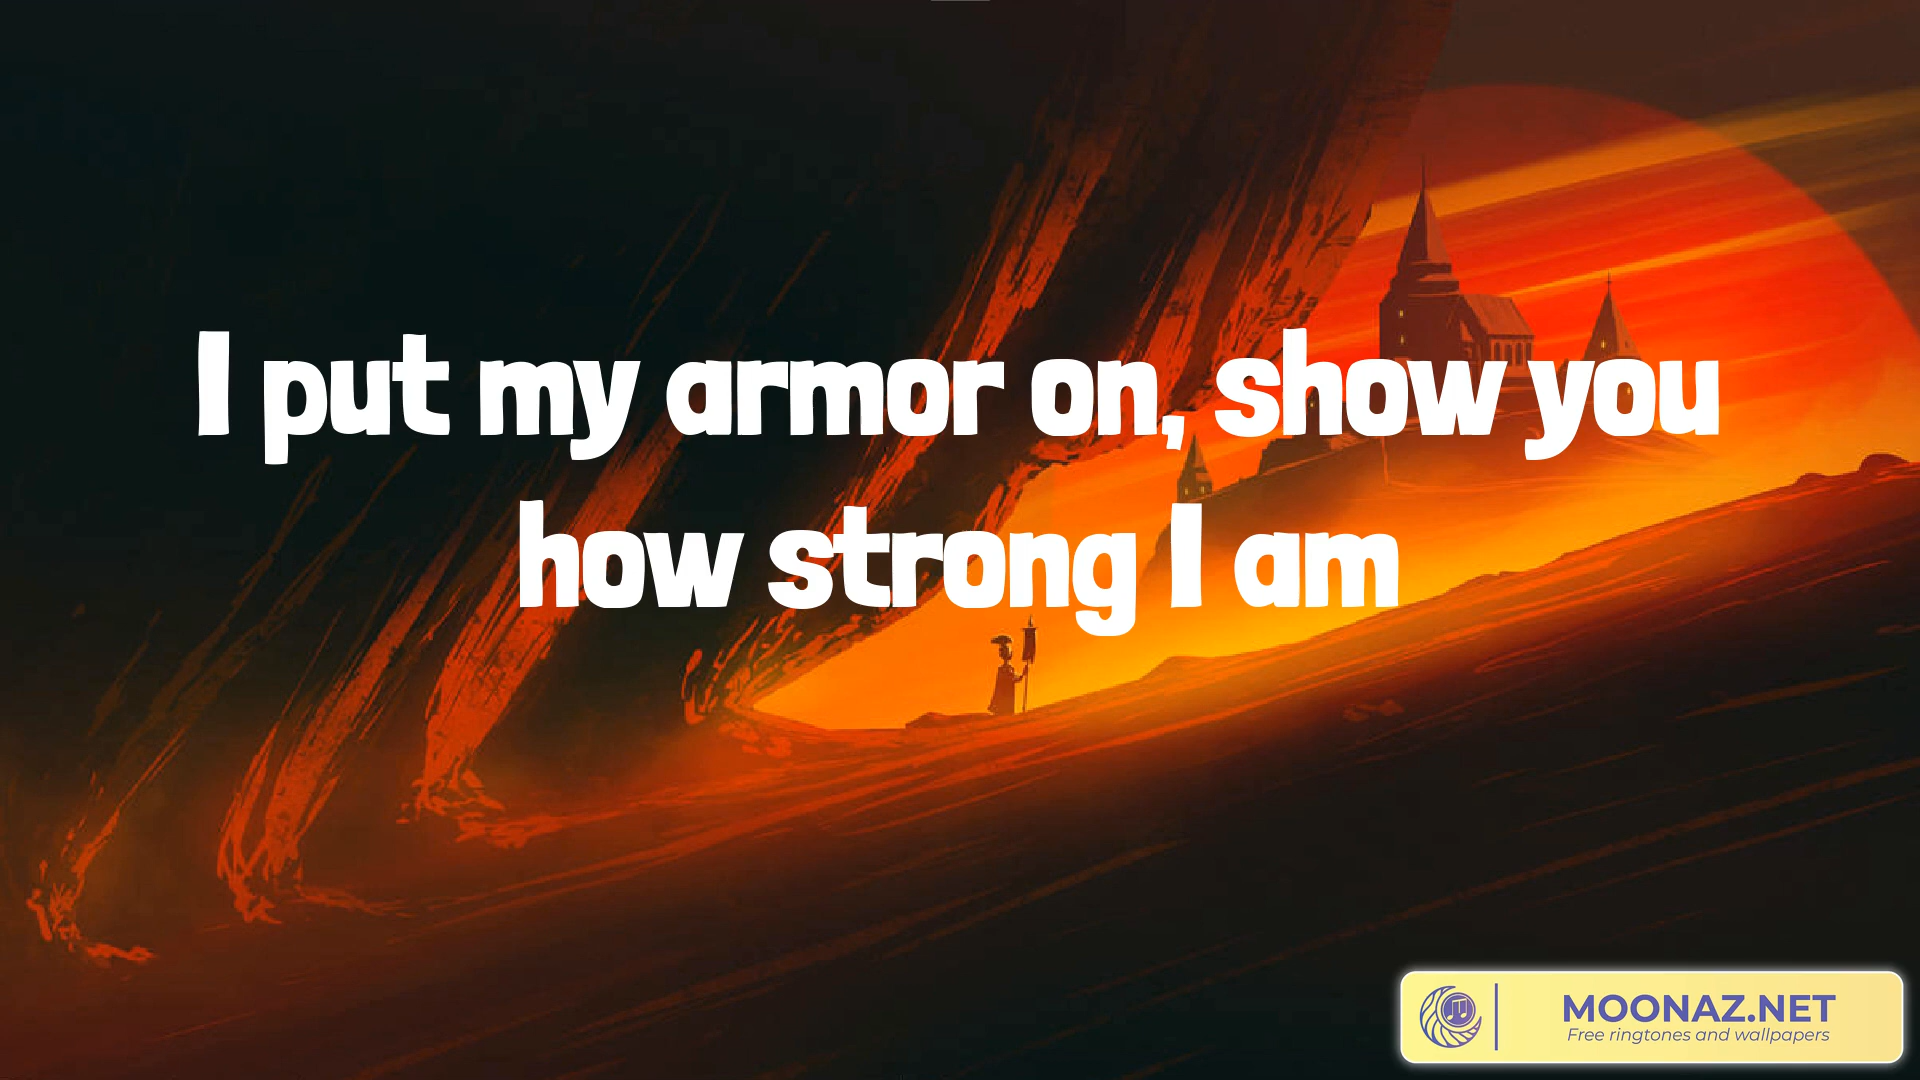 I put my armor on, show you
how strong I am
MOONAZ.NET
Free ringtones and wallpapers